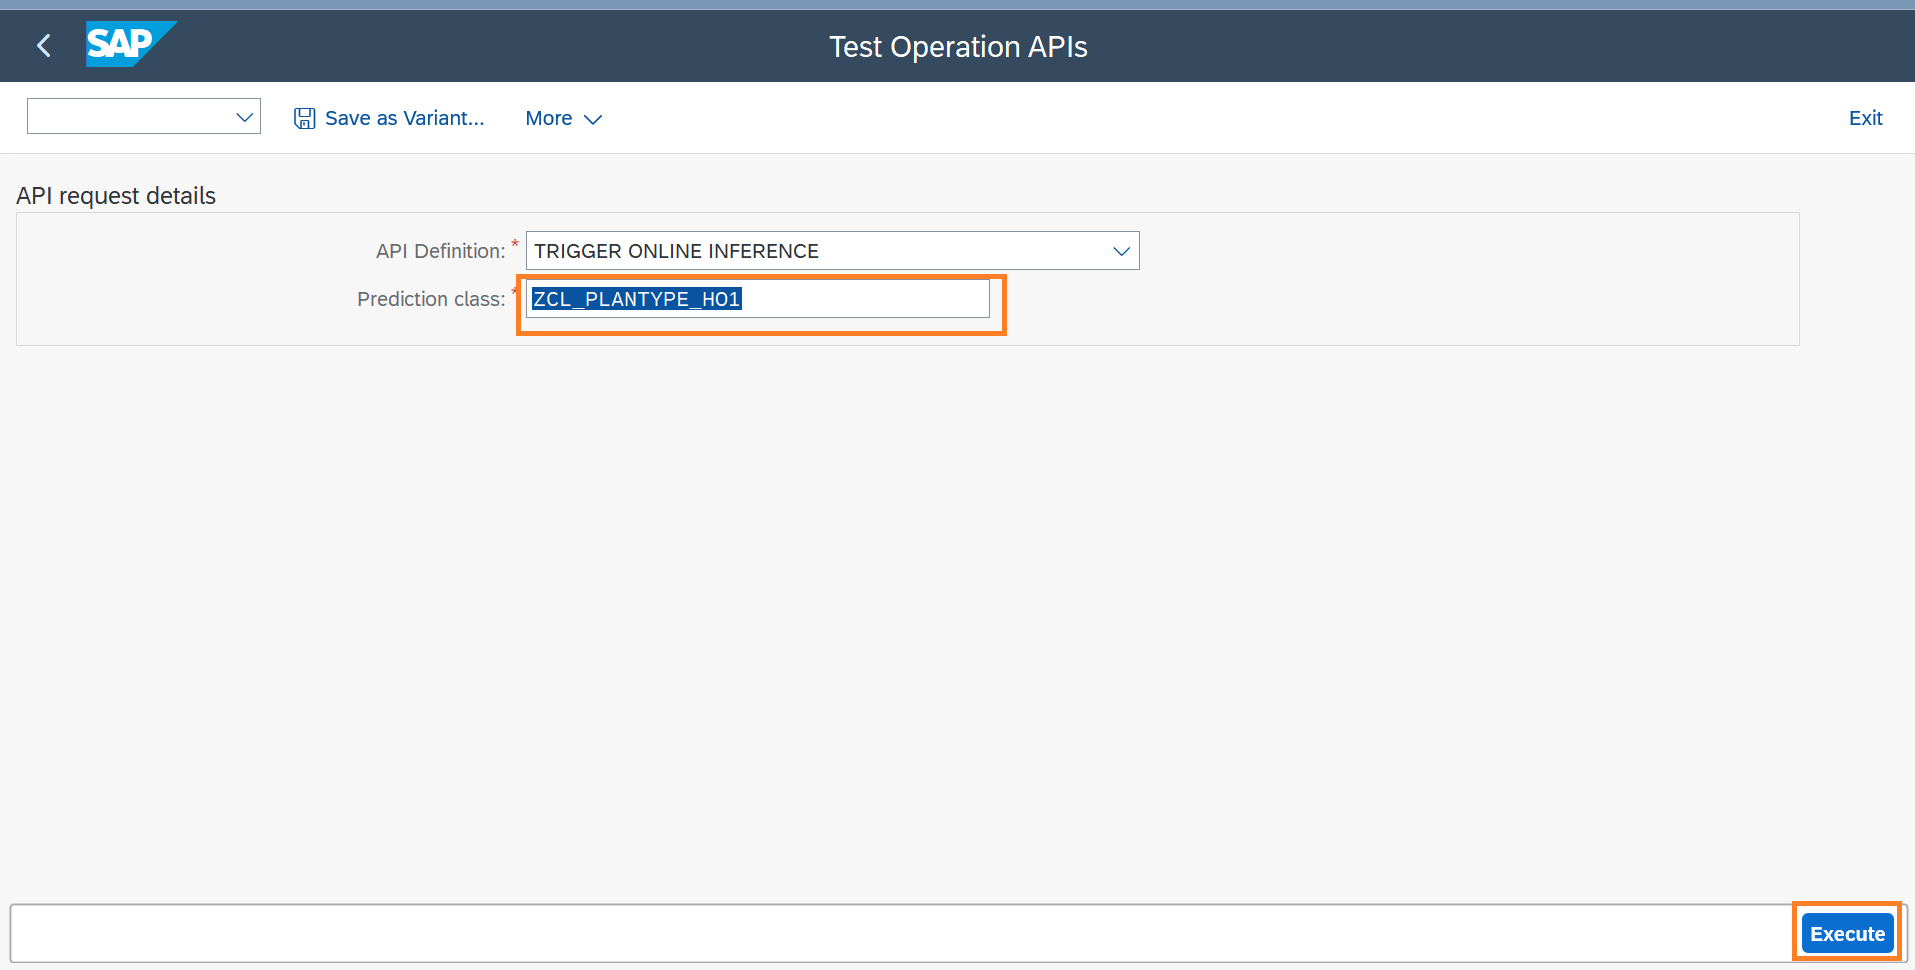 SAP
Test Operation APIs
Save as Variant...
More
Exit
API request details
API Definition: * TRIGGER ONLINE INFERENCE
Prediction class: * ZCL_PLANTYPE_HO1
Execute